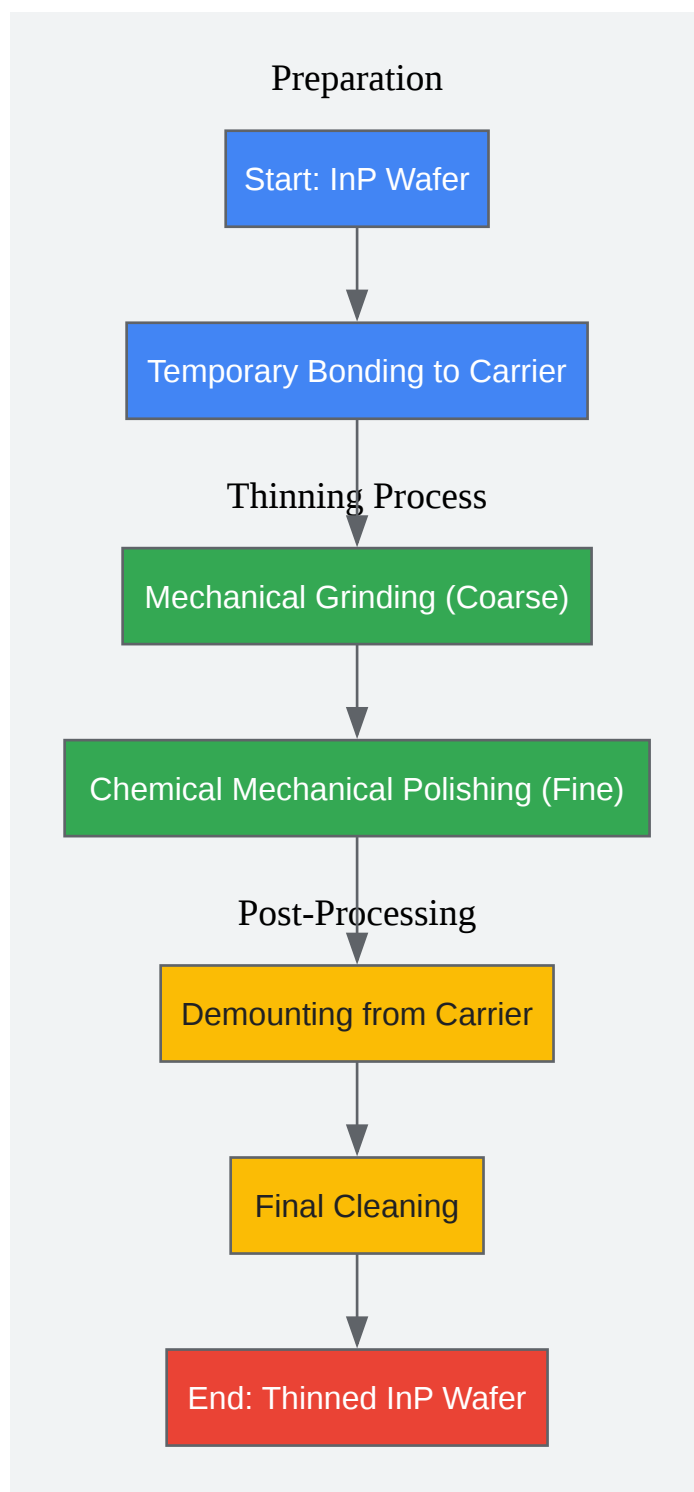 Preparation
Start: InP Wafer
Temporary Bonding to Carrier
Thinning Process
Mechanical Grinding (Coarse)
Chemical Mechanical Polishing (Fine)
Post-Processing
Demounting from Carrier
Final Cleaning
End: Thinned InP Wafer